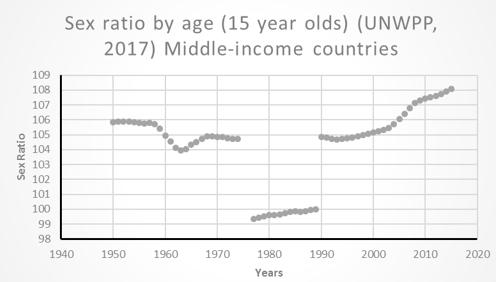 Sex ratio by age (15 year olds) (UNWPP,
2017) Middle-income countries
109
108
107
106
105
104
103
102
101
100
99
98
Sex Ratio
1940 1950 1960 1970 1980 1990 2000 2010 2020
Years